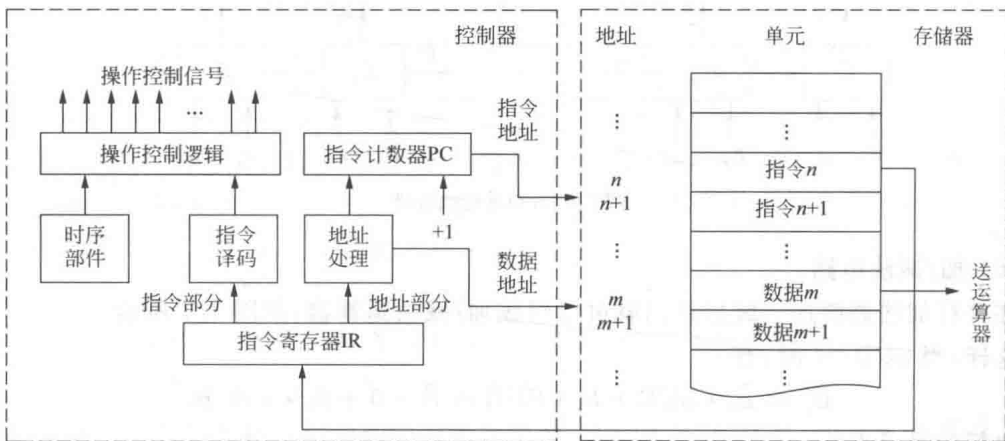 控制器
操作控制信号
...
操作控制逻辑
时序
部件
指令
译码
指令部分
指令计数器PC
地址
处理
+1
地址部分
指令寄存器IR
指令
地址
数据
地址
地址
单元
存储器
⋮
⋮
n
指令n
n+1
指令n+1
⋮
⋮
m
数据m
m+1
数据m+1
⋮
⋮
送运算器